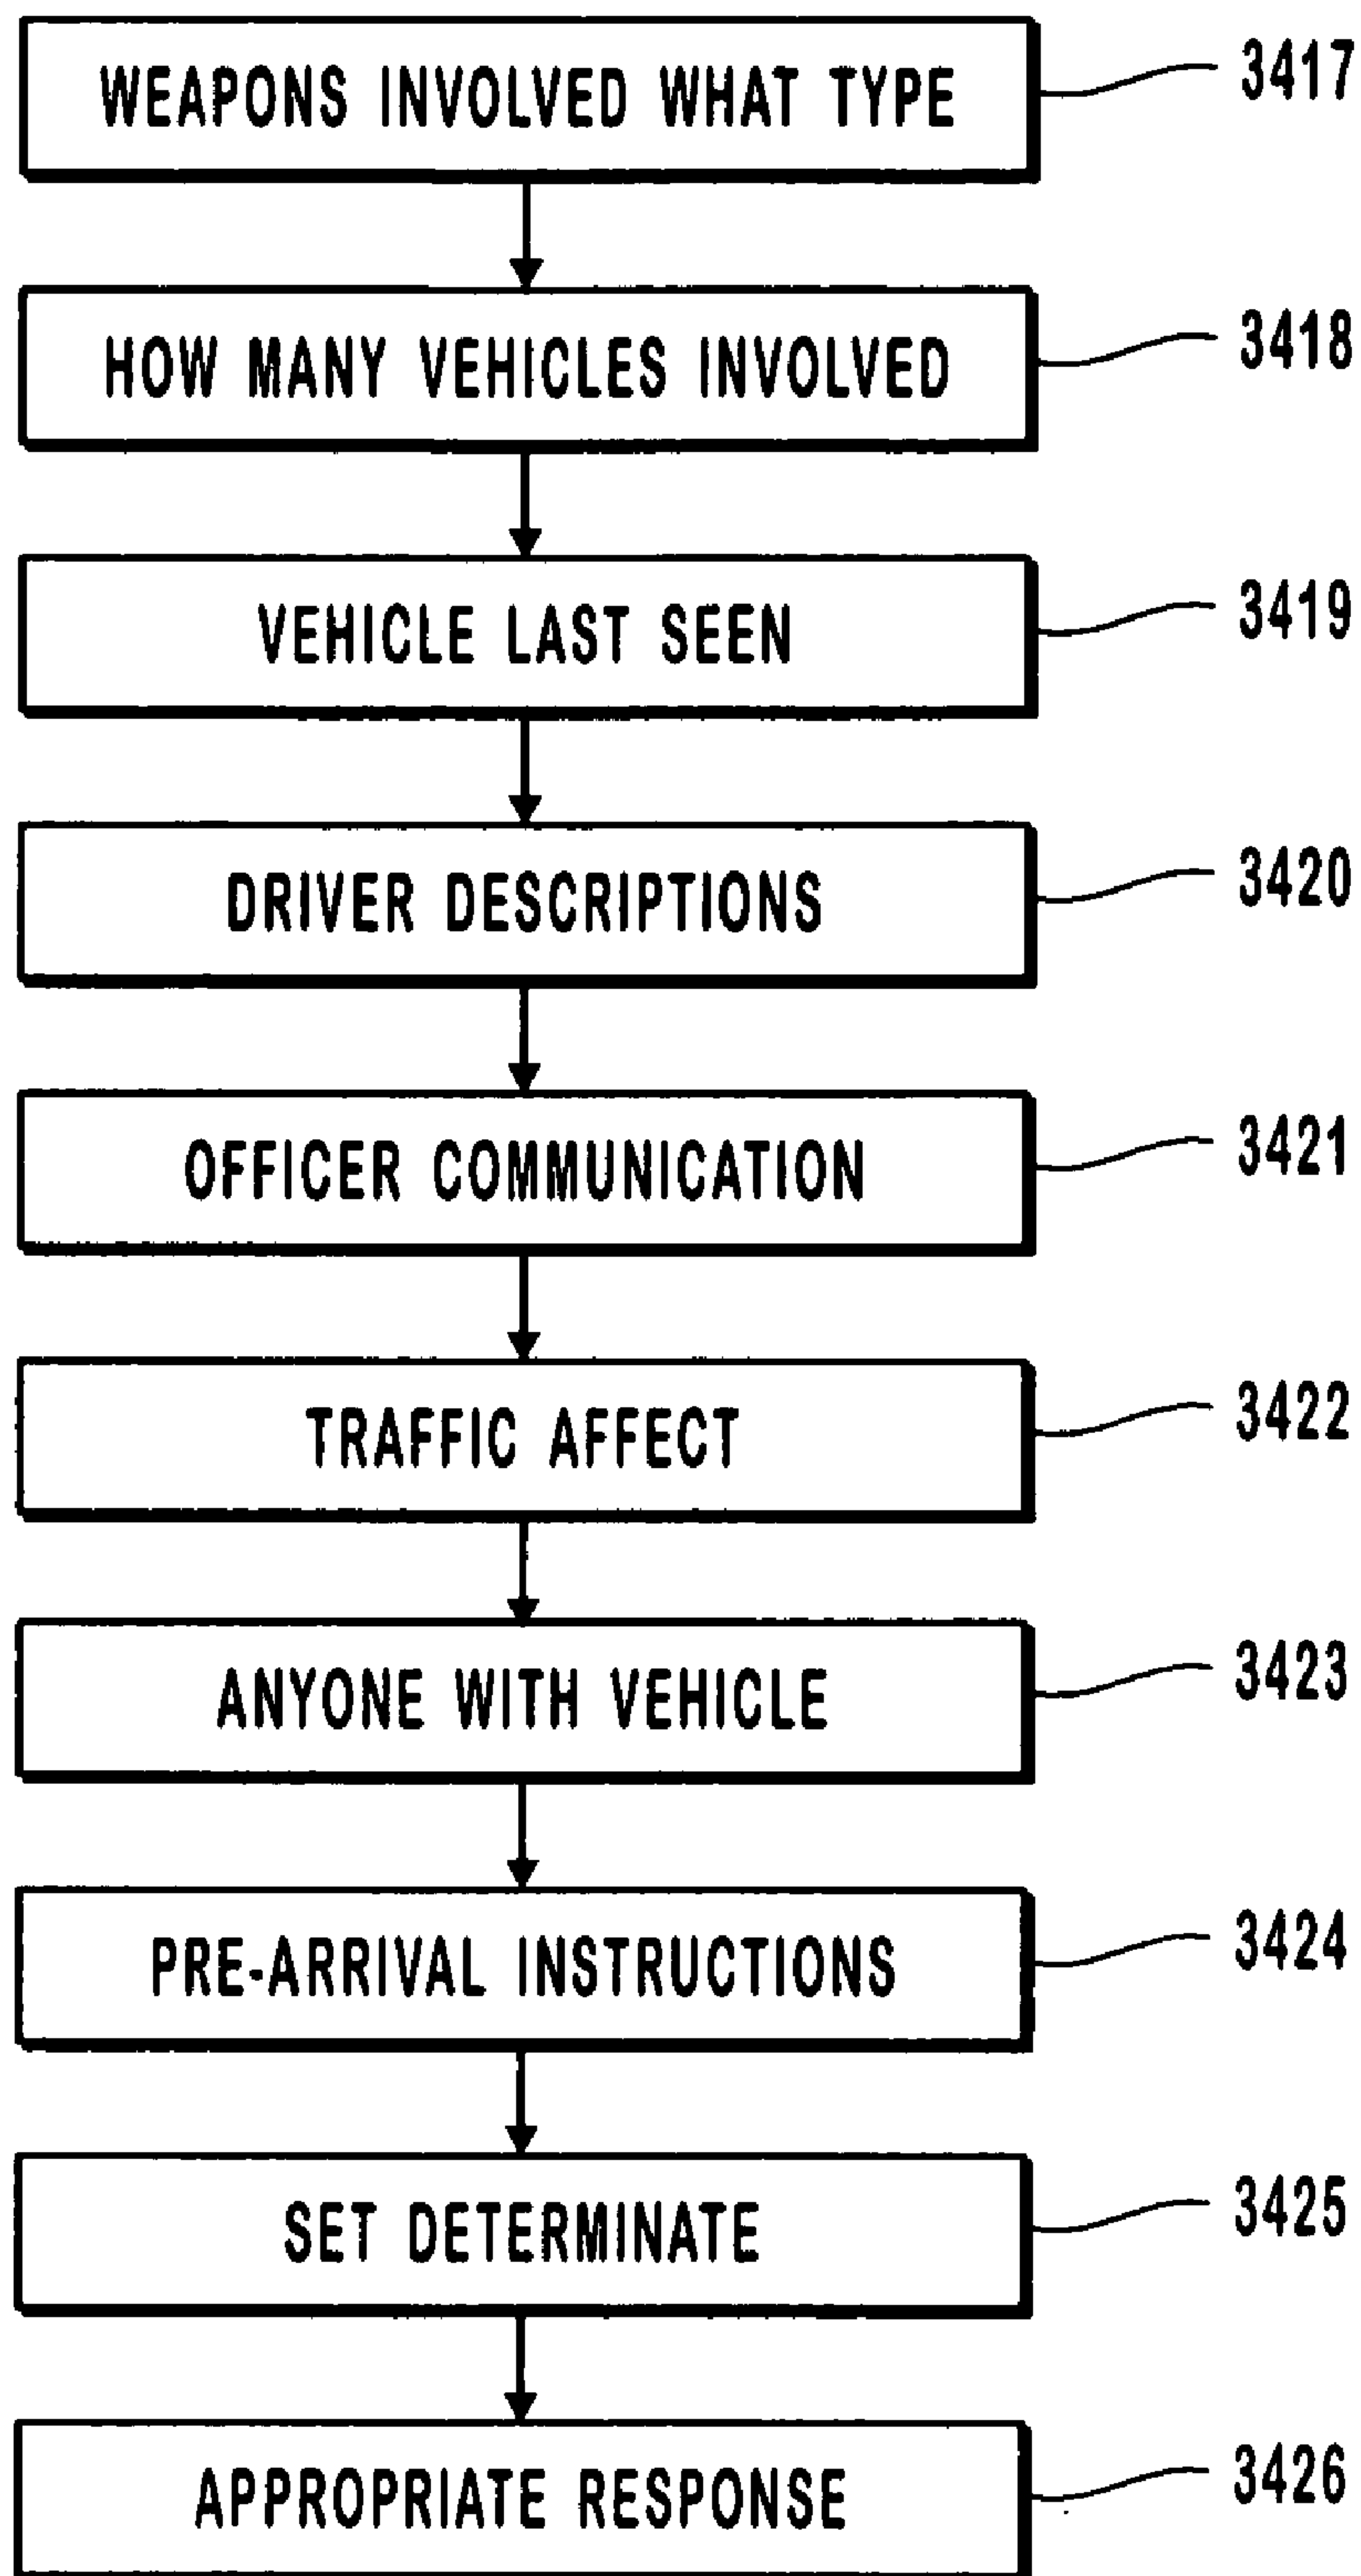 WEAPONS INVOLVED WHAT TYPE 3417
HOW MANY VEHICLES INVOLVED 3418
VEHICLE LAST SEEN 3419
DRIVER DESCRIPTIONS 3420
OFFICER COMMUNICATION 3421
TRAFFIC AFFECT 3422
ANYONE WITH VEHICLE 3423
PRE-ARRIVAL INSTRUCTIONS 3424
SET DETERMINATE 3425
APPROPRIATE RESPONSE 3426